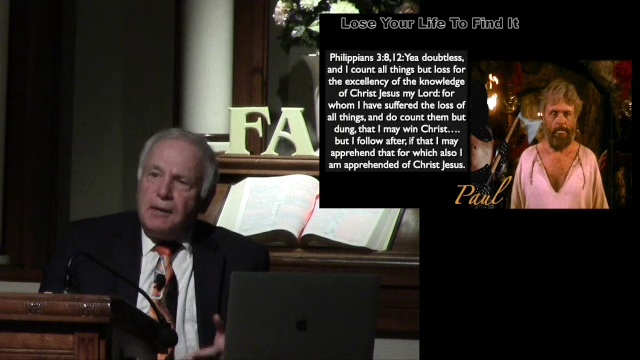 Lose Your Life To Find It
Philippians 3:8,12:Yea doubtless,
and I count all things but loss for
the excellency of the knowledge
of Christ Jesus my Lord: for
whom I have suffered the loss of
all things, and do count them but
dung, that I may win Christ....
but I follow after, if that I may
apprehend that for which also I
am apprehended of Christ Jesus.
Paul
FA